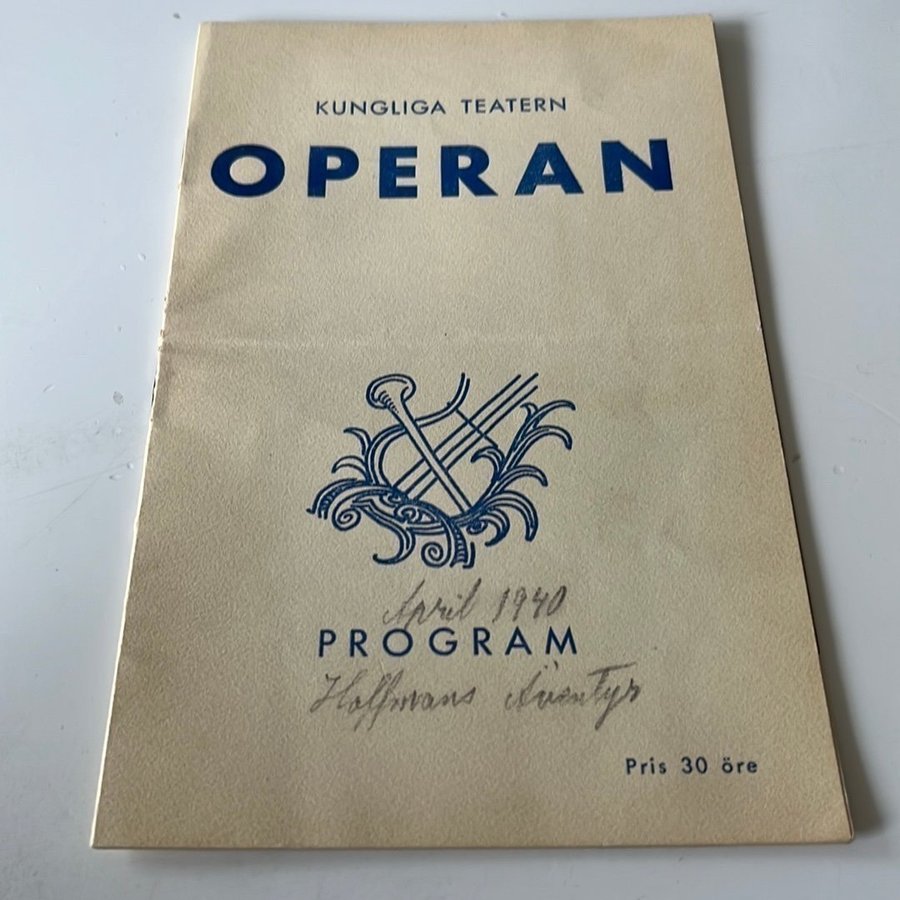 KUNGLIGA TEATERN
OPERAN
April 1940
PROGRAM
Hoffmans Äventyr
Pris 30 öre